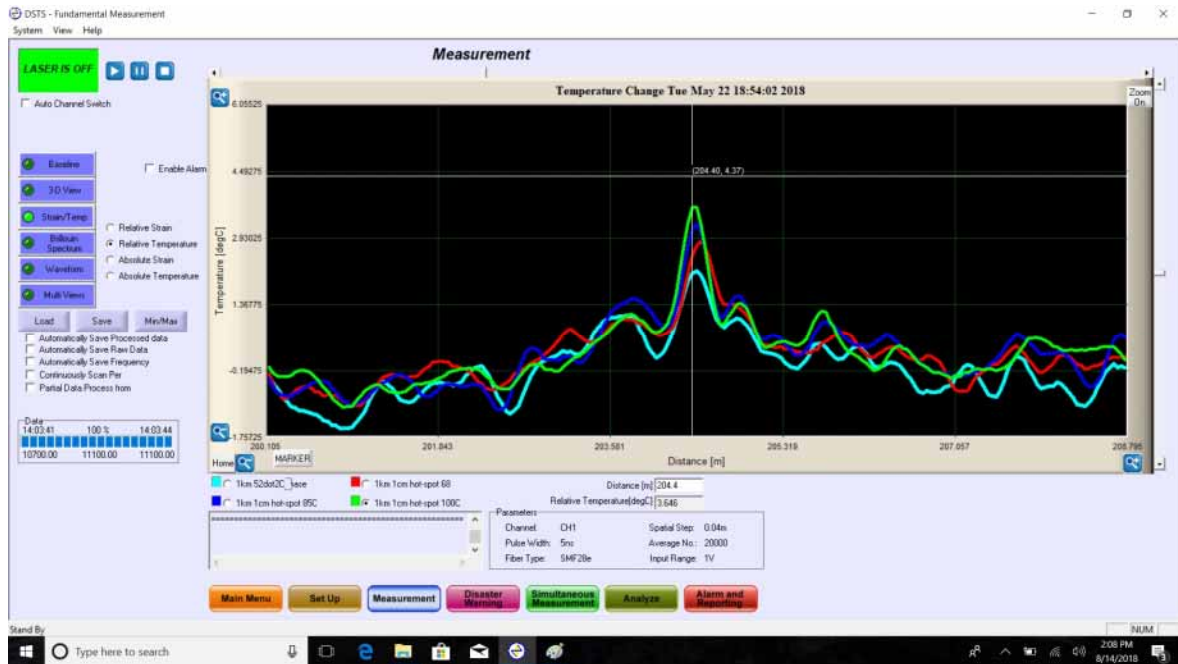 DSTS - Fundamental Measurement
System View Help
Measurement
LASER IS OFF
Auto Channel Switch
Temperature Change Tue May 22 18:54:02 2018
Zoom On
Baseline
Enable Alarm
3-D View
Strain/Temp
Relative Strain
Brillouin Spectrum
Relative Temperature
Absolute Strain
Waveform
Absolute Temperature
Multi Views
Load Save Min/Max
Automatically Save Processed data
Automatically Save Raw Data
Automatically Save Frequency
Continuously Scan Per
Partial Data Process from
Date
14:03:41 100 % 14:03:44
10700.00 11100.00 11100.00
Temperature [degC]
6.05525
4.49275
2.93025
1.36775
-0.19475
-1.75725
(204.40, 4.37)
200.105 201.843 203.581 205.319 207.057 208.795
Home MARKER Distance [m]
1km 1cm hot-spot 68
Distance [m] 204.4
1km 1cm hot-spot 85C 1km 1cm hot-spot 100C
Relative Temperature[degC] 3.646
Parameters
Channel: CH1 Spatial Step: 0.04m
Pulse Width: 5ns Average No.: 20000
Fiber Type: SMF28e Input Range: 1V
Main Menu Set Up Measurement Disaster Warning Simultaneous Measurement Analyze Alarm and Reporting
Stand By NUM
Type here to search
2:08 PM
8/14/2018